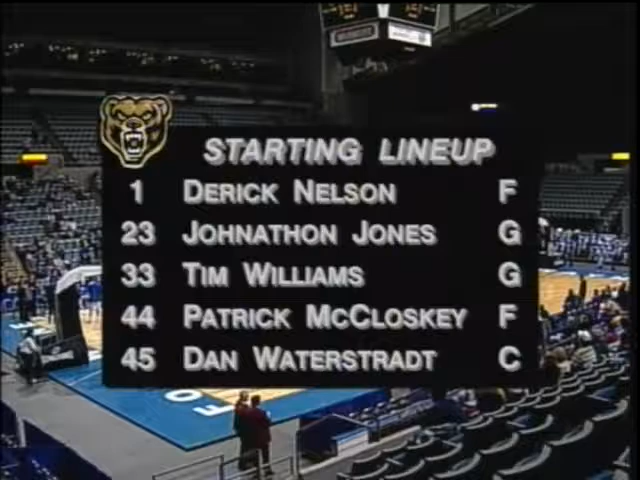 STARTING LINEUP
1 DERICK NELSON F
23 JOHNATHON JONES G
33 TIM WILLIAMS G
44 PATRICK MCCLOSKEY F
45 DAN WATERSTRADT C